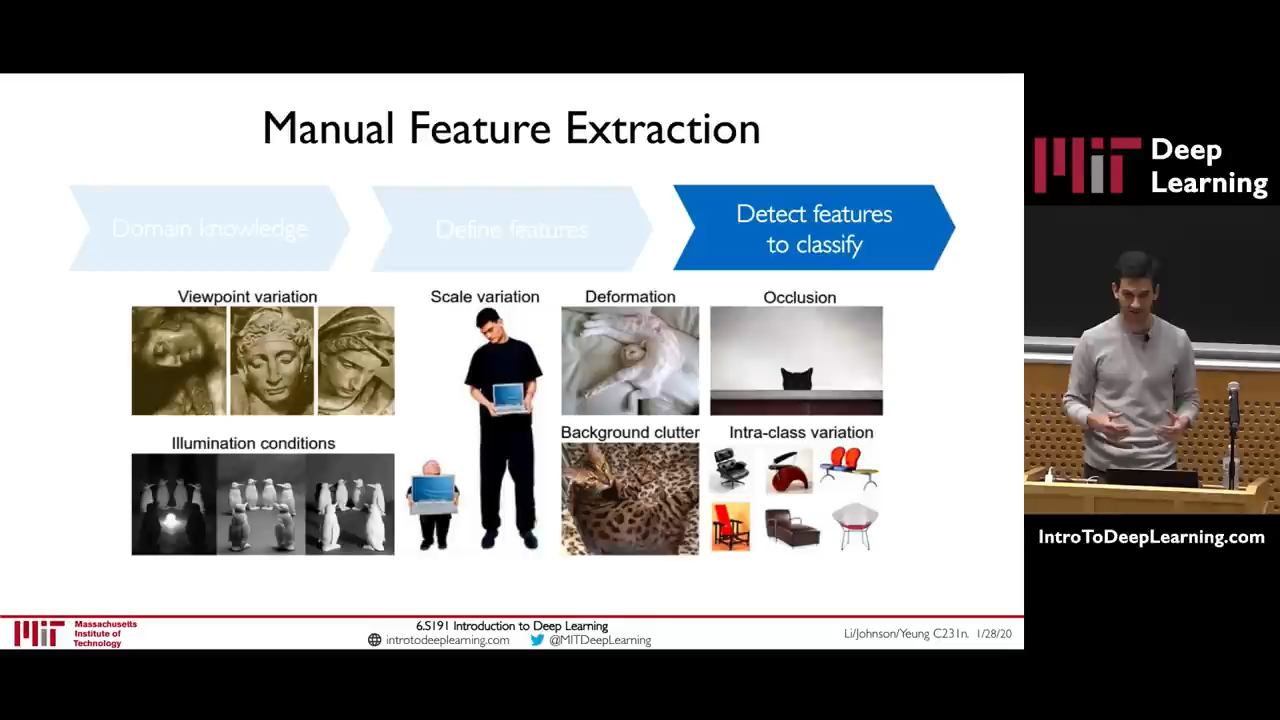 Manual Feature Extraction
Domain knowledge
Define features
Detect features
to classify
Viewpoint variation
Scale variation
Deformation
Occlusion
Illumination conditions
Background clutter
Intra-class variation
Massachusetts
Institute of
Technology
6.S191 Introduction to Deep Learning
introtodeeplearning.com
@MITDeepLearning
Li/Johnson/Yeung C231n. 1/28/20
MIT
Deep
Learning
IntroToDeepLearning.com